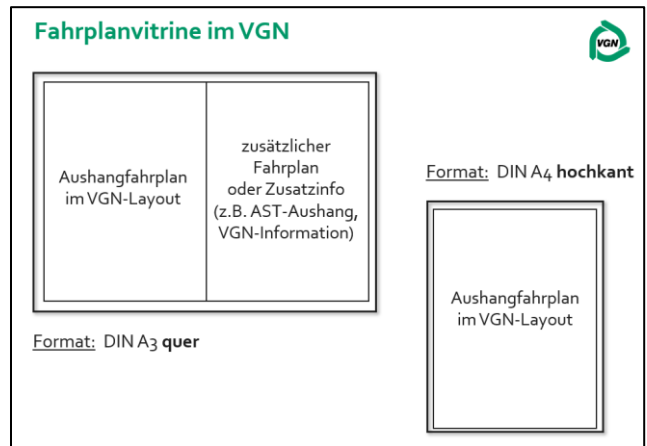 Fahrplanvitrine im VGN
VGN
Aushangfahrplan
im VGN-Layout
zusätzlicher
Fahrplan
oder Zusatzinfo
(z.B. AST-Aushang,
VGN-Information)
Format: DIN A3 quer
Format: DIN A4 hochkant
Aushangfahrplan
im VGN-Layout